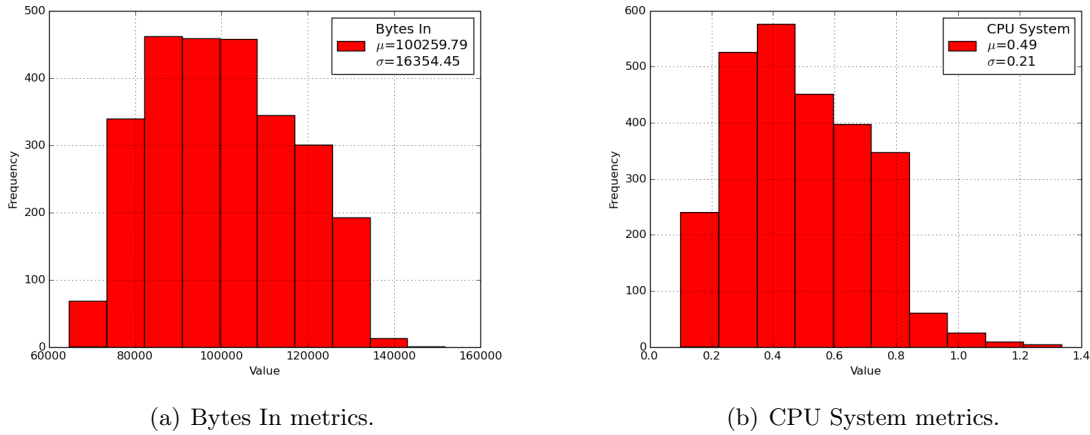 500
400
300
200
100
0
Frequency
60000 80000 100000 120000 140000 160000
Value
Bytes In
μ=100259.79
σ=16354.45
(a) Bytes In metrics.
600
500
400
300
200
100
0
Frequency
0.0 0.2 0.4 0.6 0.8 1.0 1.2 1.4
Value
CPU System
μ=0.49
σ=0.21
(b) CPU System metrics.